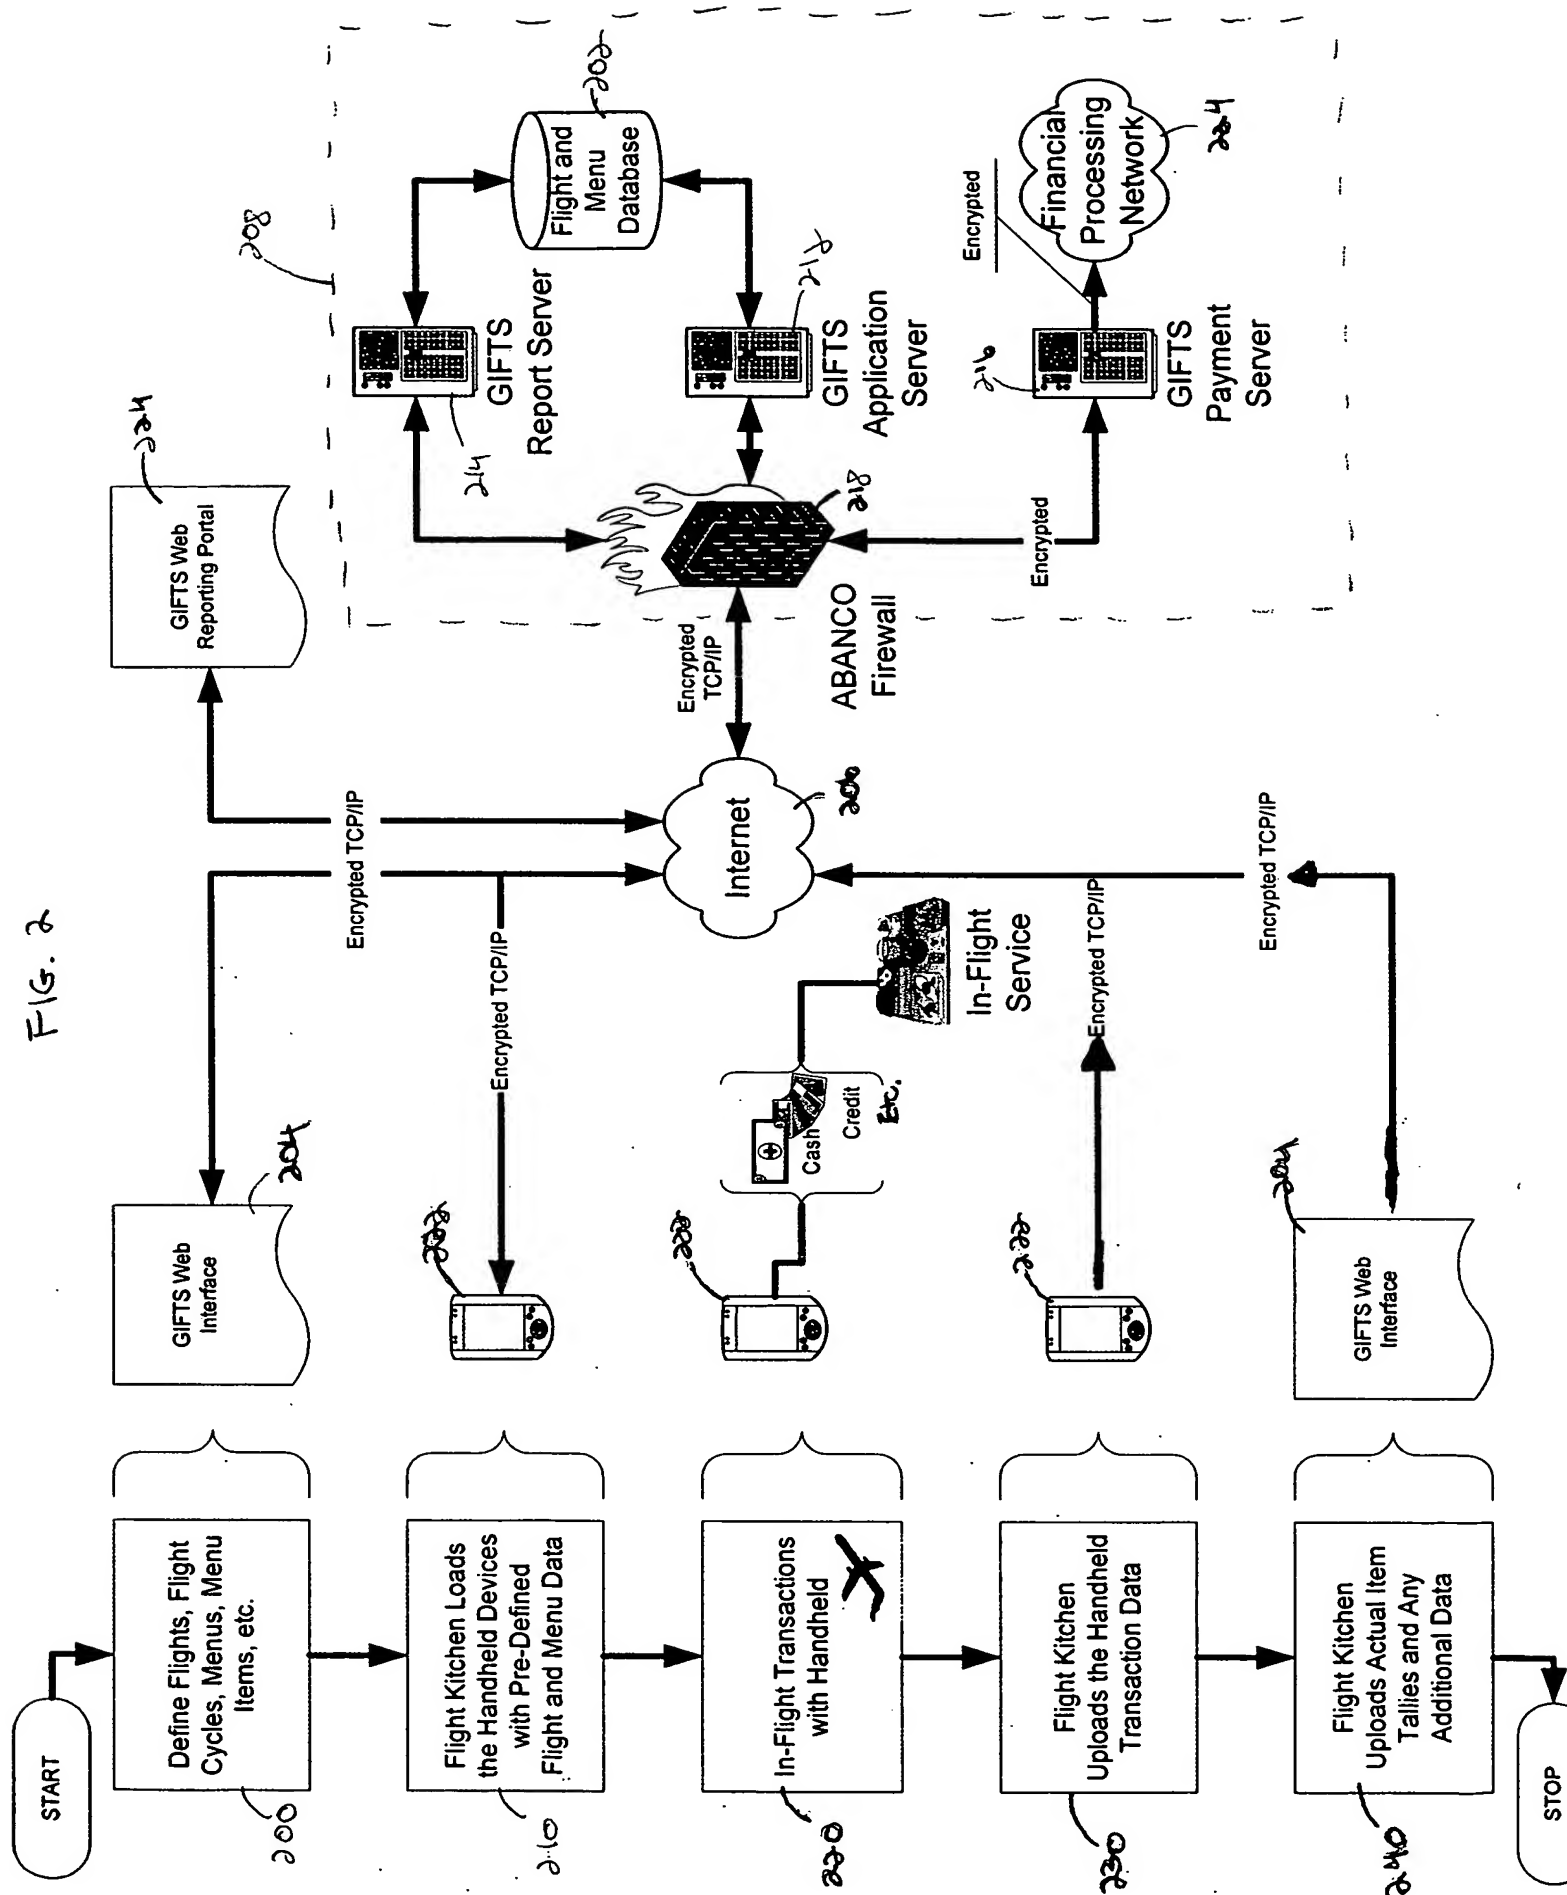 FIG. 2
START
Define Flights, Flight
Cycles, Menus, Menu
Items, etc.
200
Flight Kitchen Loads
the Handheld Devices
with Pre-Defined
Flight and Menu Data
210
In-Flight Transactions
with Handheld
220
Flight Kitchen
Uploads the Handheld
Transaction Data
230
Flight Kitchen
Uploads Actual Item
Tallies and Any
Additional Data
240
STOP
GIFTS Web
Interface
204
222
222
Cash
Credit
Etc.
In-Flight
Service
222
GIFTS Web
Interface
204
Encrypted TCP/IP
Encrypted TCP/IP
Encrypted TCP/IP
Encrypted TCP/IP
Internet
206
GIFTS Web
Reporting Portal
224
Encrypted
TCP/IP
ABANCO
Firewall
218
208
214
GIFTS
Report Server
212
GIFTS
Application
Server
216
GIFTS
Payment
Server
Encrypted
Encrypted
Flight and
Menu
Database
202
Financial
Processing
Network